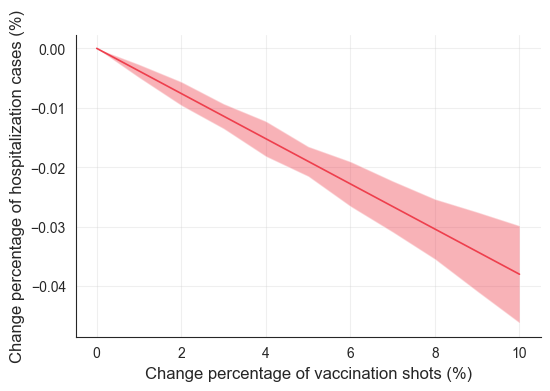 Change percentage of hospitalization cases (%)
0.00
−0.01
−0.02
−0.03
−0.04
0 2 4 6 8 10
Change percentage of vaccination shots (%)